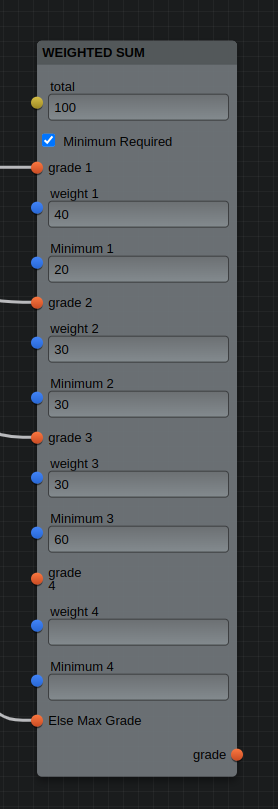 WEIGHTED SUM
total
100
Minimum Required
grade 1
weight 1
40
Minimum 1
20
grade 2
weight 2
30
Minimum 2
30
grade 3
weight 3
30
Minimum 3
60
grade
4
weight 4
Minimum 4
Else Max Grade
grade